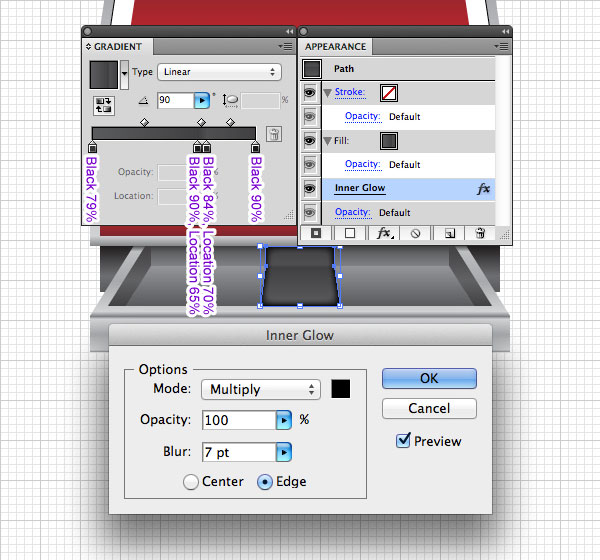 GRADIENT
Type Linear
90 ° %
Opacity: %
Location: %
Black 79%
Black 90% Location 65%
Black 84% Location 70%
Black 90%
APPEARANCE
Path
Stroke:
Opacity: Default
Fill:
Opacity: Default
Inner Glow fx
Opacity: Default
fx
Inner Glow
Options
Mode: Multiply
Opacity: 100 %
Blur: 7 pt
Center Edge
OK
Cancel
Preview